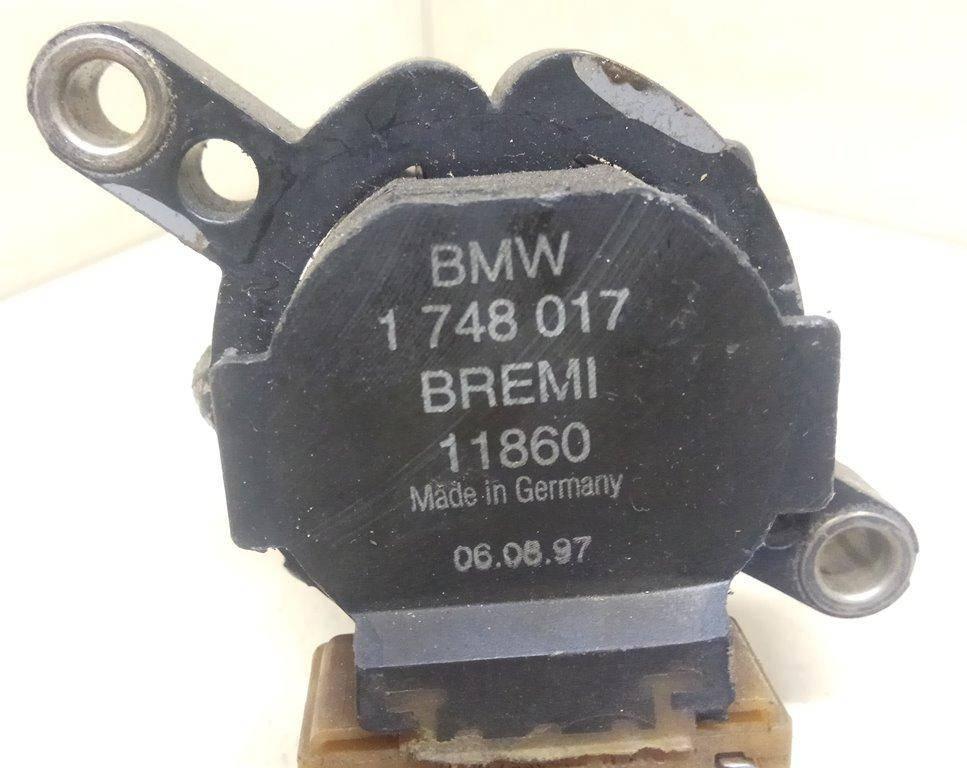 BMW
1 748 017
BREMI
11860
Made in Germany
06.08.97